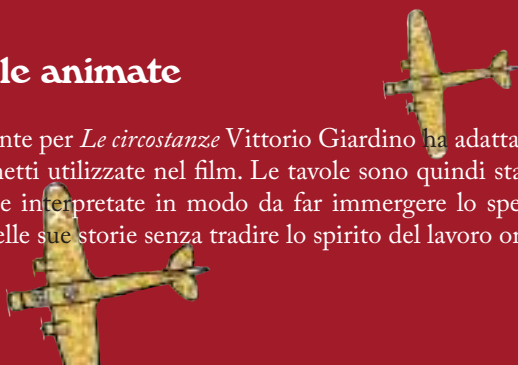 le animate
nte per Le circostanze Vittorio Giardino ha adatta
netti utilizzate nel film. Le tavole sono quindi sta
e interpretate in modo da far immergere lo spe
elle sue storie senza tradire lo spirito del lavoro or